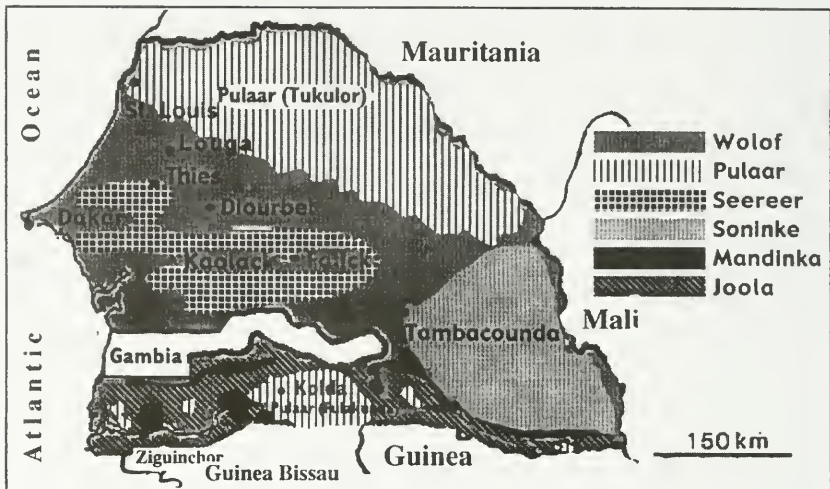 Mauritania
Ocean
Pulaar (Tukulor)
St. Louis
Louga
Thies
Dakar
Diourbel
Kaolack
Fatick
Wolof
Pulaar
Seereer
Soninke
Mandinka
Joola
Mali
Tambacounda
Gambia
Kolda
Pulaar
Atlantic
Ziguinchor
Guinea Bissau
Guinea
150 km